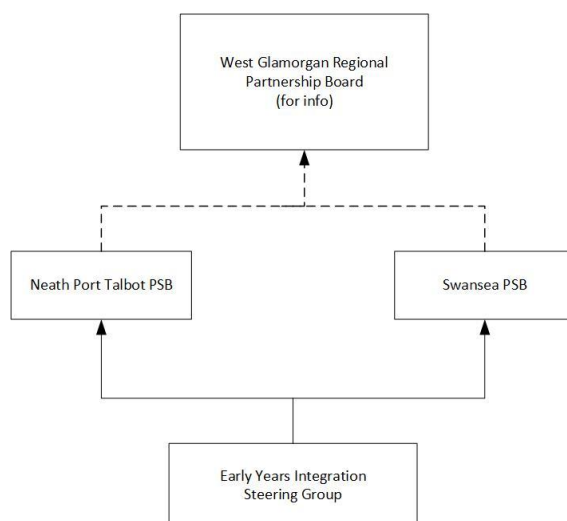 West Glamorgan Regional
Partnership Board
(for info)
Neath Port Talbot PSB
Swansea PSB
Early Years Integration
Steering Group